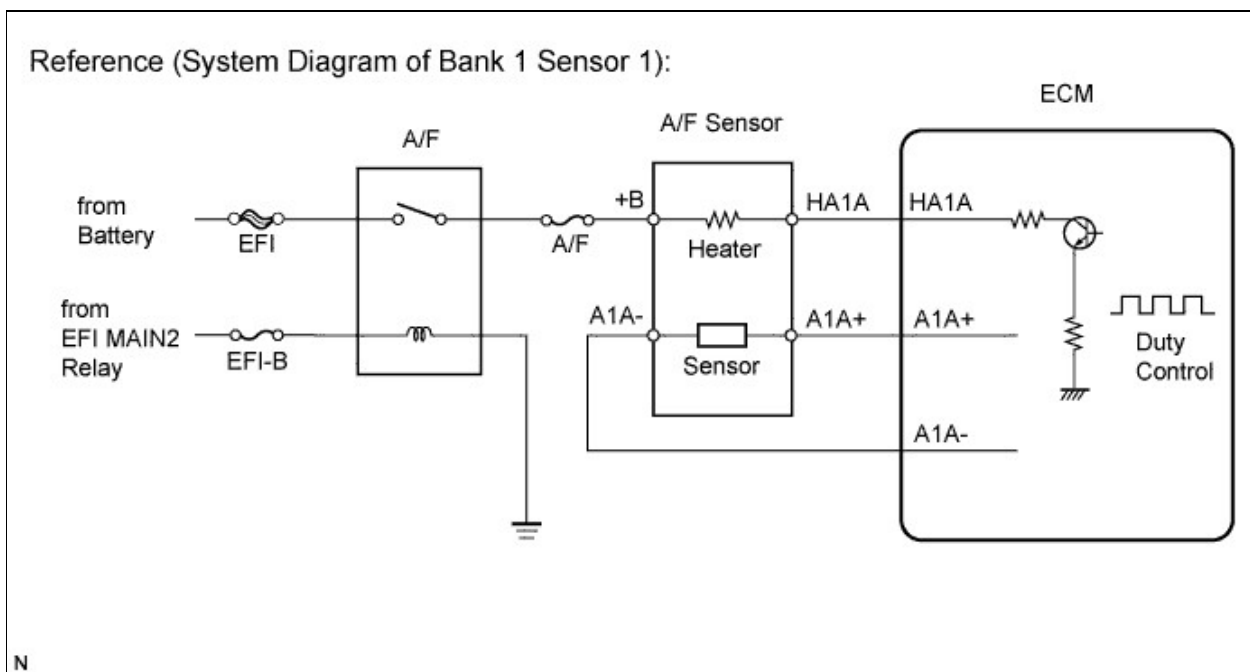 Reference (System Diagram of Bank 1 Sensor 1):
ECM
A/F Sensor
A/F
from
Battery
EFI
A/F
+B
Heater
HA1A
HA1A
from
EFI MAIN2
Relay
EFI-B
A1A-
Sensor
A1A+
A1A+
Duty
Control
A1A-
N